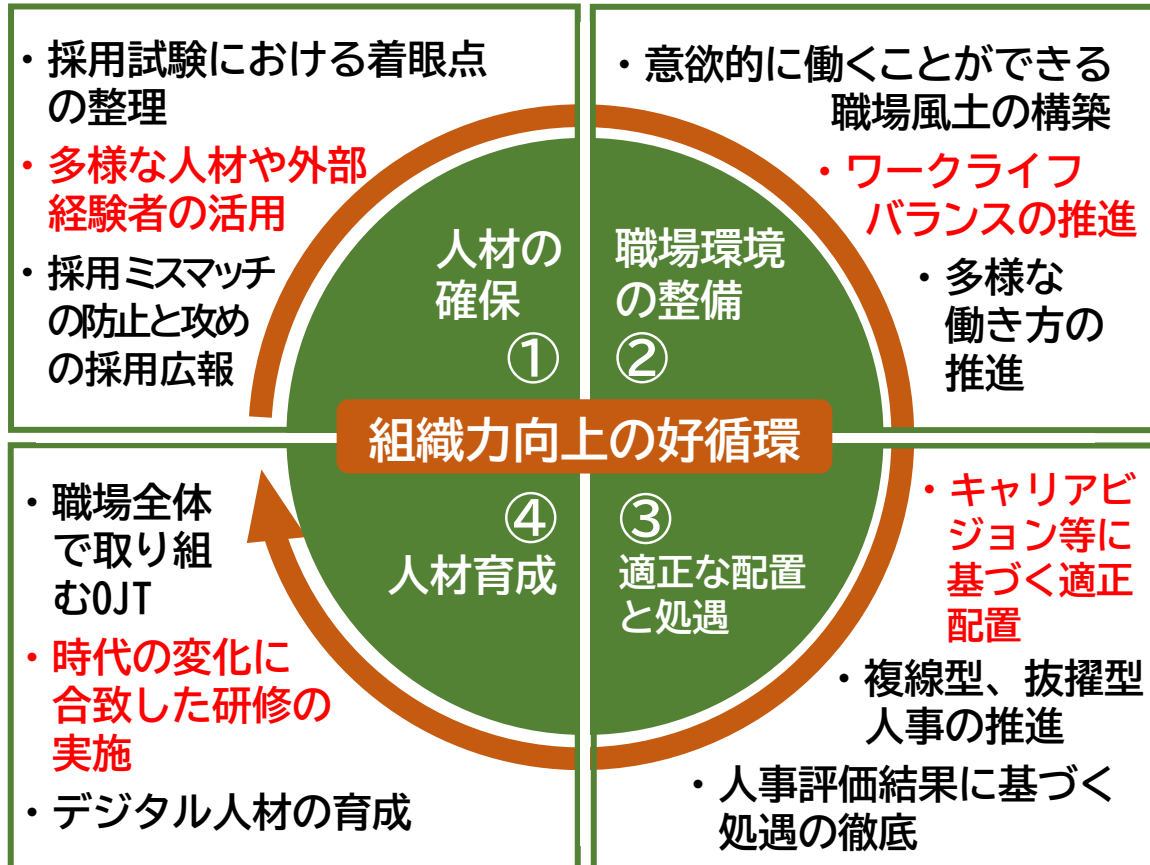 ・採用試験における着眼点
の整理
・多様な人材や外部
経験者の活用
・採用ミスマッチ
の防止と攻め
の採用広報
人材の
確保
①
・意欲的に働くことができる
職場風土の構築
・ワークライフ
バランスの推進
・多様な
働き方の
推進
職場環境
の整備
②
組織力向上の好循環
③
適正な配置
と処遇
・キャリアビ
ジョン等に
基づく適正
配置
・複線型、抜擢型
人事の推進
・人事評価結果に基づく
処遇の徹底
④
人材育成
・職場全体
で取り組
むOJT
・時代の変化に
合致した研修の
実施
・デジタル人材の育成